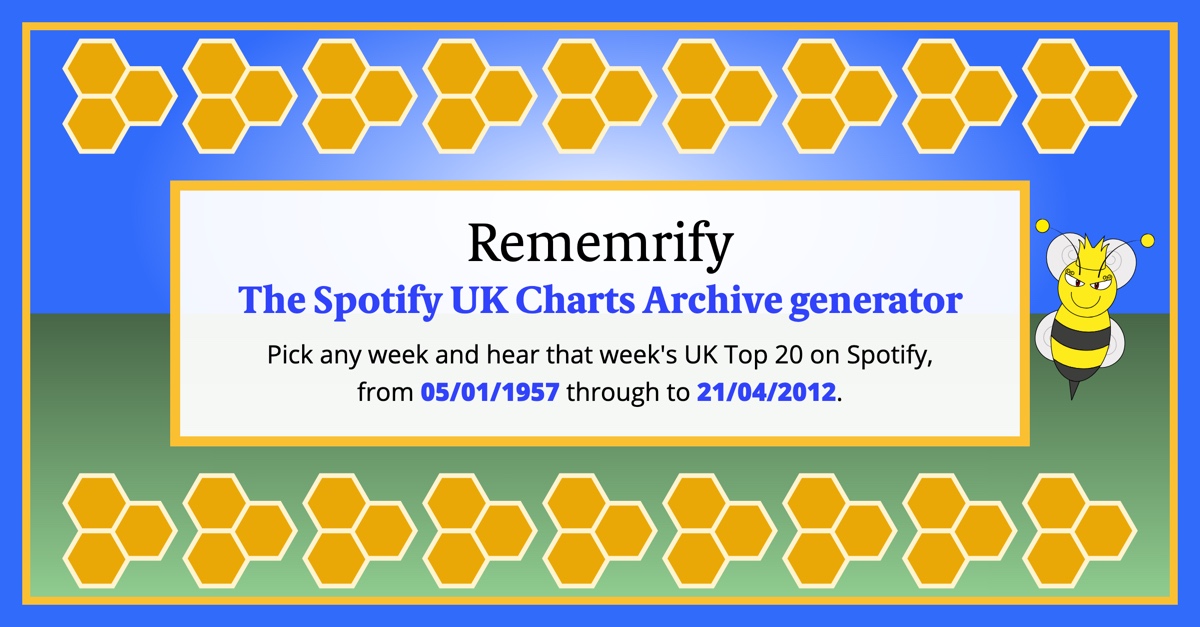 Rememrify
The Spotify UK Charts Archive generator
Pick any week and hear that week's UK Top 20 on Spotify,
from 05/01/1957 through to 21/04/2012.